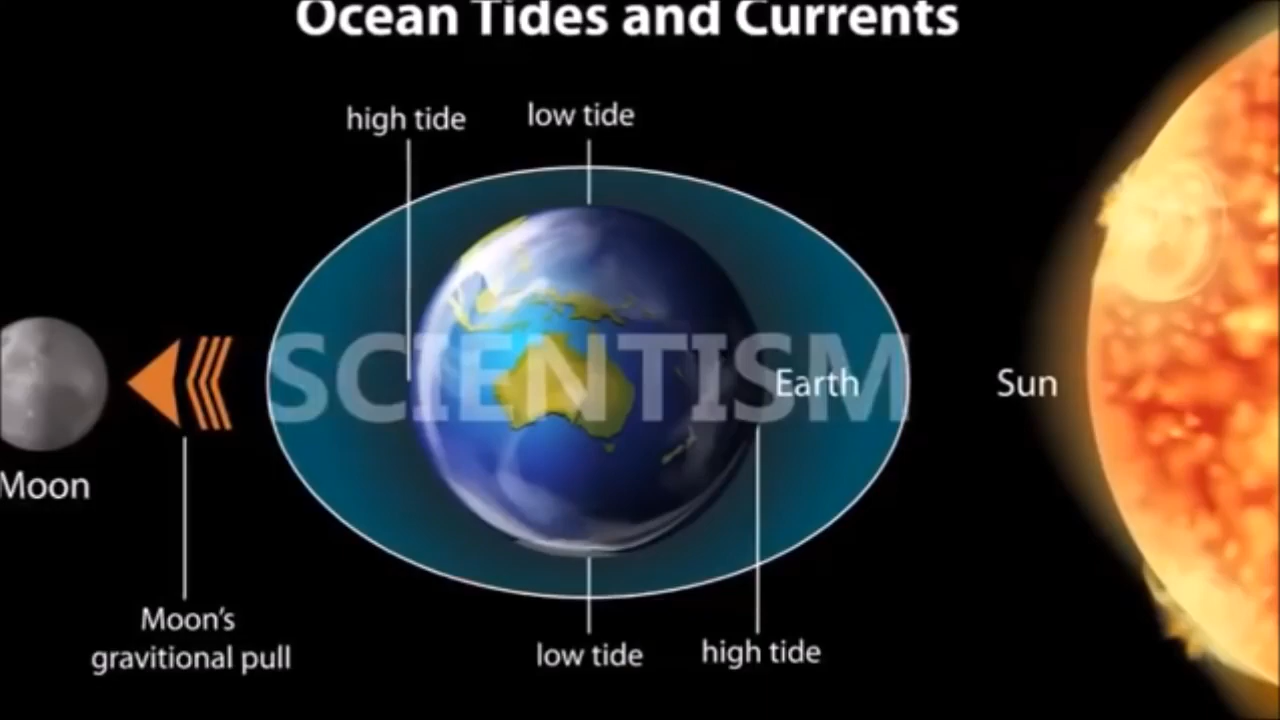 Ocean Tides and Currents
high tide
low tide
SCIENTISM
Earth
Sun
Moon
Moon's
gravitional pull
low tide
high tide